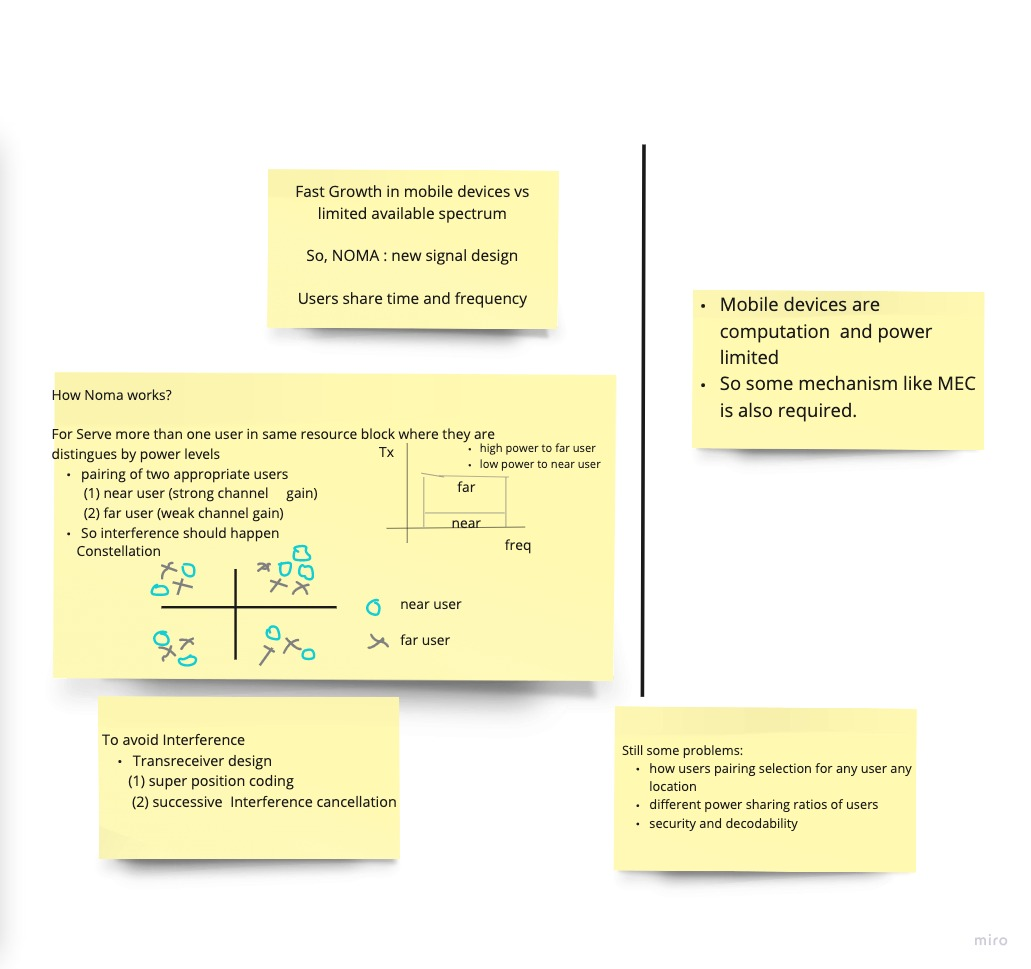 Fast Growth in mobile devices vs
limited available spectrum
So, NOMA : new signal design
Users share time and frequency
How Noma works?
For Serve more than one user in same resource block where they are
distingues by power levels
• pairing of two appropriate users
(1) near user (strong channel gain)
(2) far user (weak channel gain)
• So interference should happen
Constellation
Tx
• high power to far user
• low power to near user
far
near
freq
near user
far user
To avoid Interference
• Transreceiver design
(1) super position coding
(2) successive Interference cancellation
• Mobile devices are
computation and power
limited
• So some mechanism like MEC
is also required.
Still some problems:
• how users pairing selection for any user any
location
• different power sharing ratios of users
• security and decodability
miro